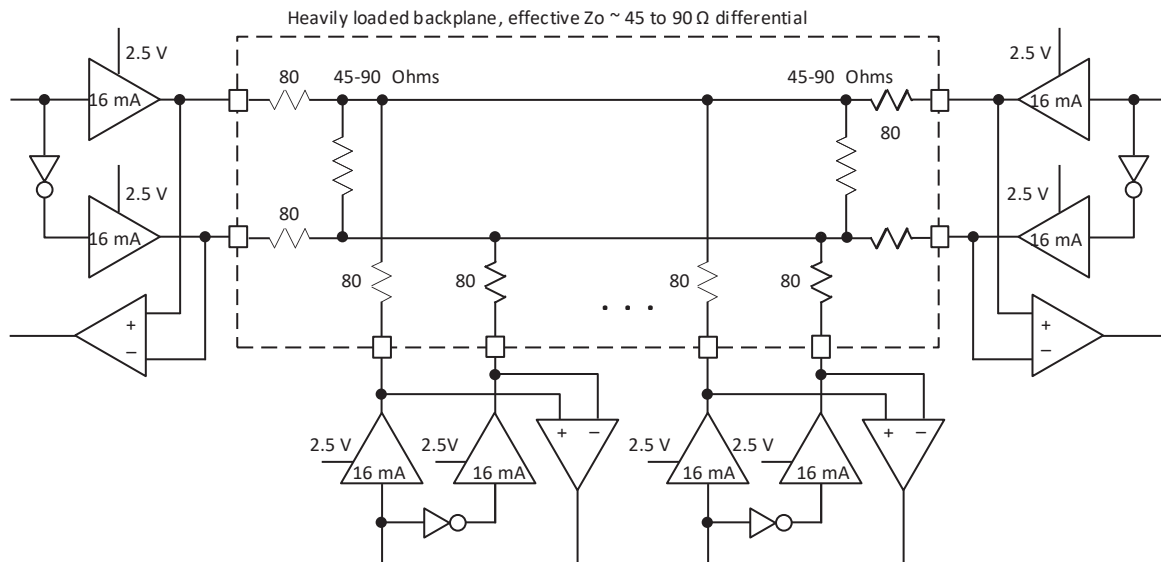 Heavily loaded backplane, effective Zo ~ 45 to 90 Ω differential
2.5 V
80
45-90 Ohms
45-90 Ohms
2.5 V
16 mA
16 mA
80
2.5 V
80
2.5 V
16 mA
16 mA
80
80
80
80
. . .
+
−
+
−
2.5 V
2.5 V
+ −
2.5 V
2.5 V
+ −
16 mA
16 mA
16 mA
16 mA